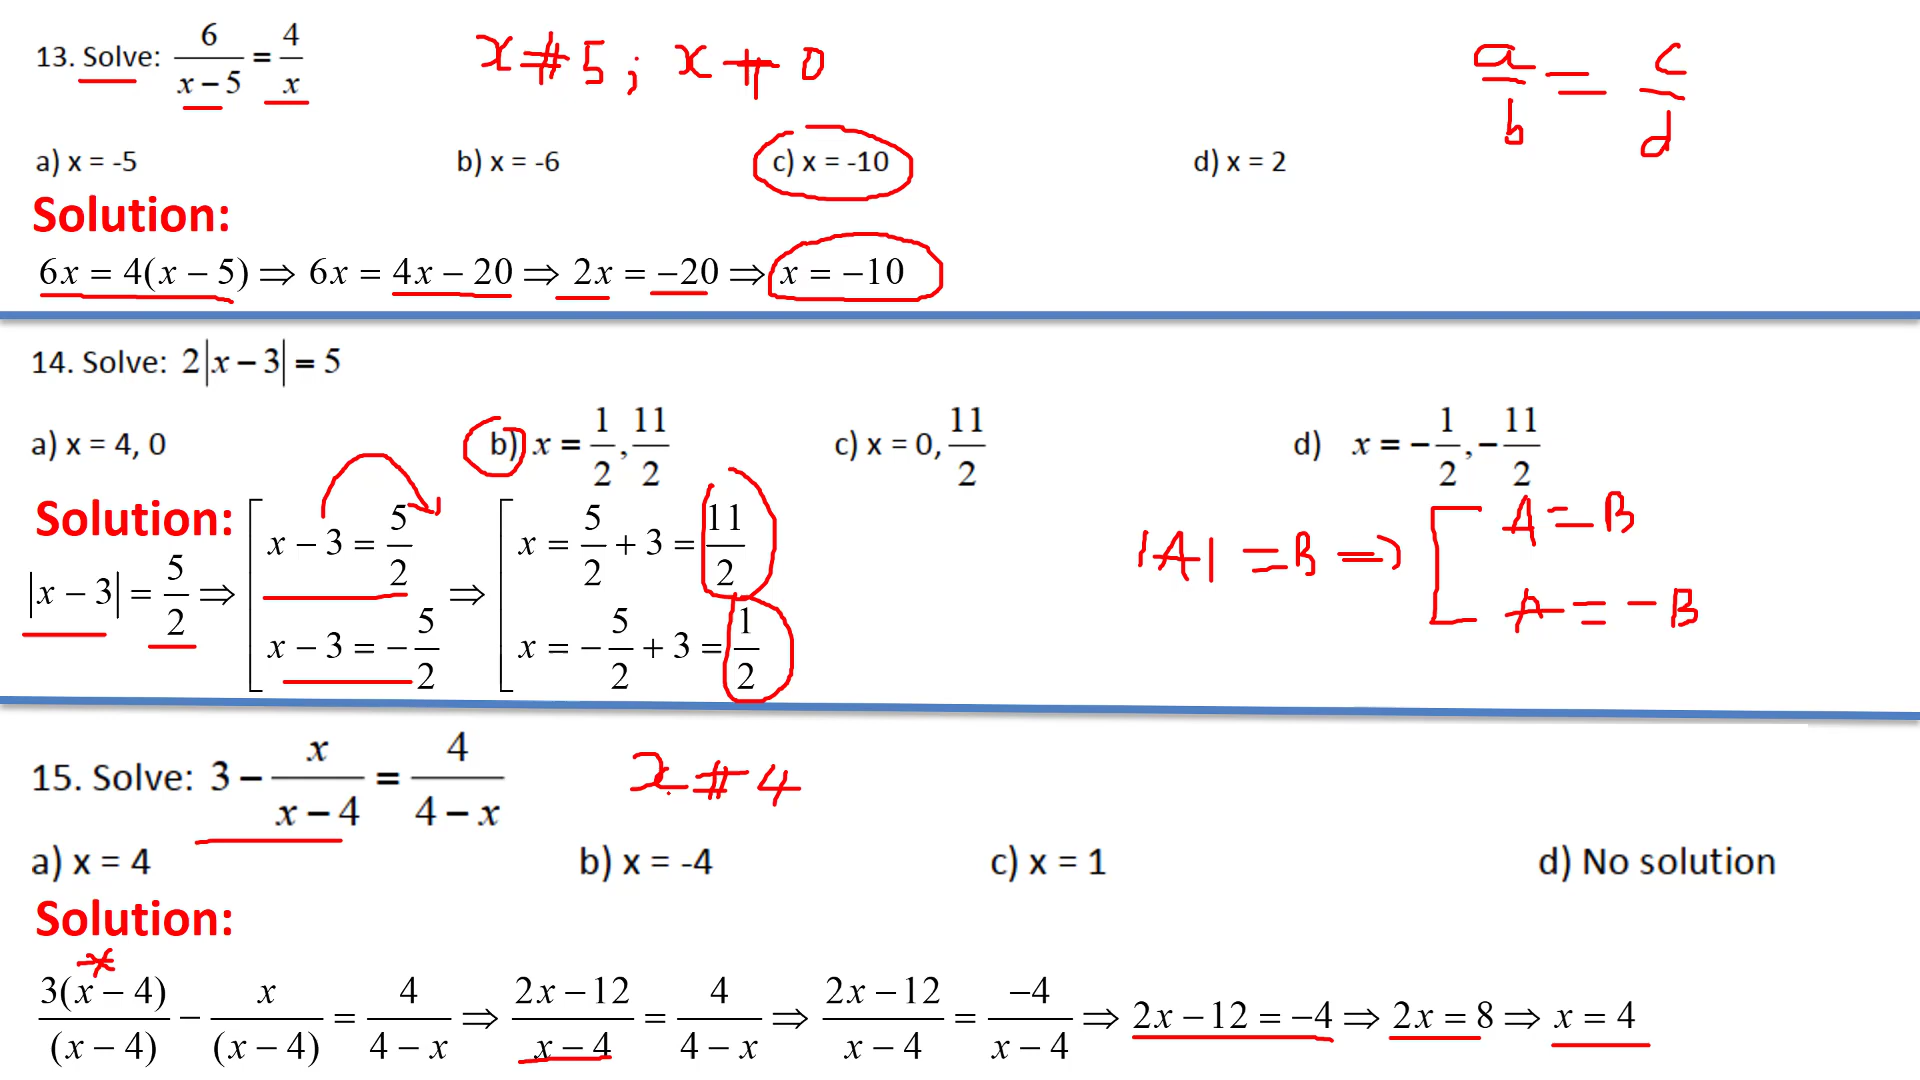 13. Solve: 6/(x − 5) = 4/x    x ≠ 5 ; x ≠ 0    a/b = c/d
a) x = -5    b) x = -6    c) x = -10    d) x = 2
Solution:
6x = 4(x − 5) ⇒ 6x = 4x − 20 ⇒ 2x = −20 ⇒ x = −10
14. Solve: 2|x − 3| = 5
a) x = 4, 0    b) x = 1/2, 11/2    c) x = 0, 11/2    d) x = −1/2, −11/2
Solution:
|x − 3| = 5/2 ⇒ [ x − 3 = 5/2 ⇒ [ x = 5/2 + 3 = 11/2
x − 3 = −5/2    x = −5/2 + 3 = 1/2
|A| = B ⇒ [ A = B
A = −B
15. Solve: 3 − x/(x − 4) = 4/(4 − x)    x ≠ 4
a) x = 4    b) x = -4    c) x = 1    d) No solution
Solution:
3(x − 4)/(x − 4) − x/(x − 4) = 4/(4 − x) ⇒ (2x − 12)/(x − 4) = 4/(4 − x) ⇒ (2x − 12)/(x − 4) = −4/(x − 4) ⇒ 2x − 12 = −4 ⇒ 2x = 8 ⇒ x = 4